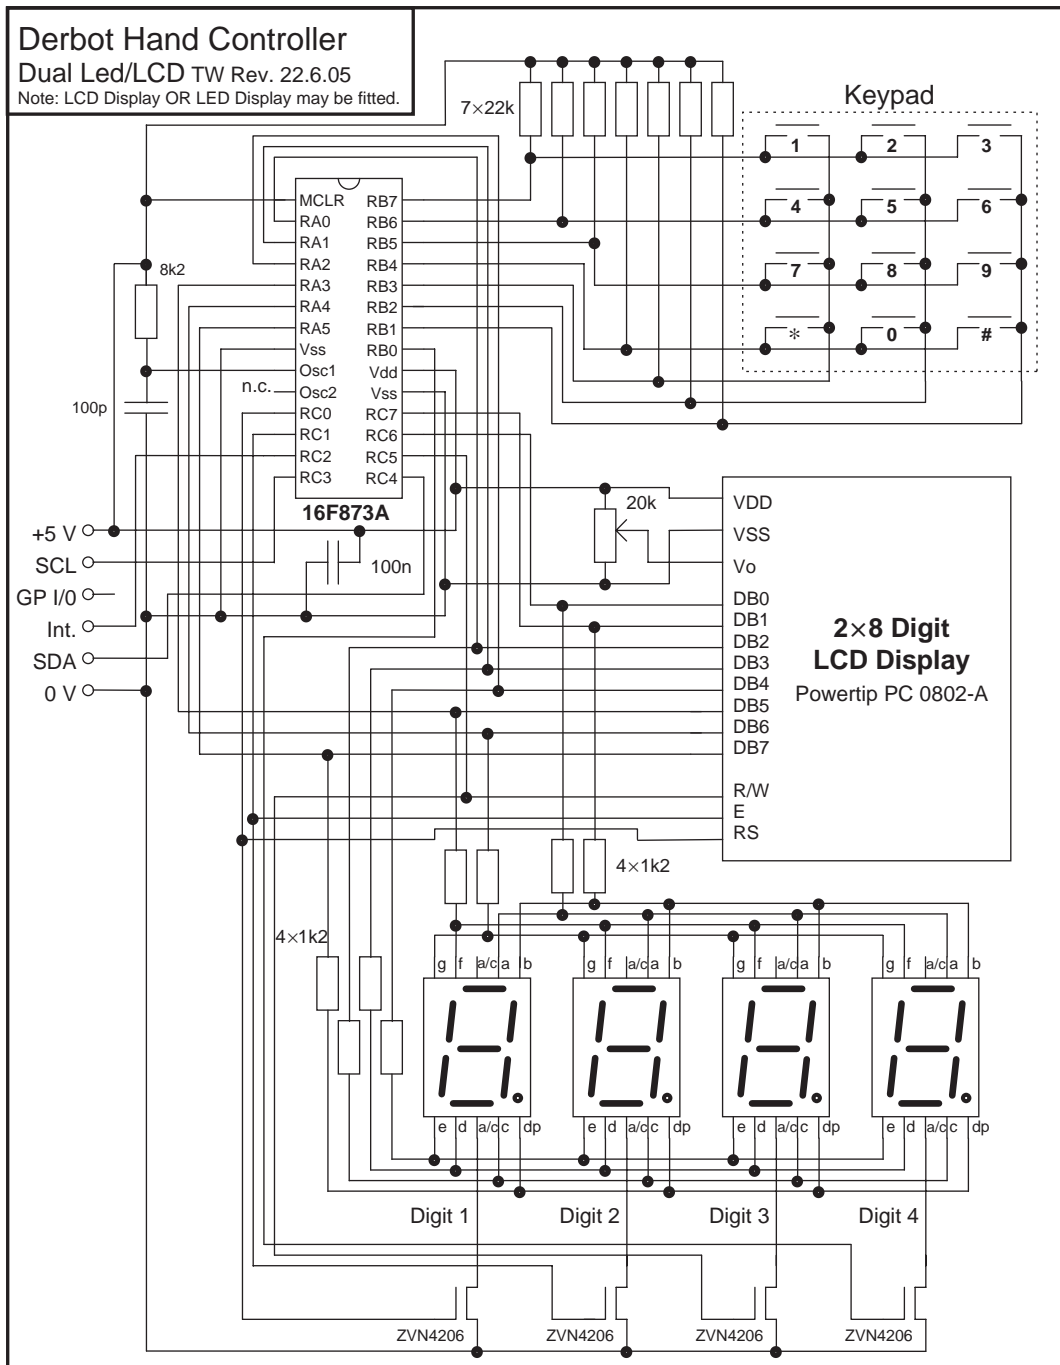 Derbot Hand Controller
Dual Led/LCD TW Rev. 22.6.05
Note: LCD Display OR LED Display may be fitted.
7×22k
Keypad
1 2 3
4 5 6
7 8 9
* 0 #
MCLR RB7
RA0 RB6
RA1 RB5
RA2 RB4
RA3 RB3
RA4 RB2
RA5 RB1
Vss RB0
Osc1 Vdd
Osc2 Vss
RC0 RC7
RC1 RC6
RC2 RC5
RC3 RC4
16F873A
8k2
n.c.
100p
+5 V
SCL
GP I/0
Int.
SDA
0 V
100n
20k
VDD
VSS
Vo
DB0
DB1
DB2
DB3
DB4
DB5
DB6
DB7
R/W
E
RS
2×8 Digit
LCD Display
Powertip PC 0802-A
4×1k2
4×1k2
g f a/c a b
g f a/c a b
g f a/c a b
g f a/c a b
e d a/c c dp
e d a/c c dp
e d a/c c dp
e d a/c c dp
Digit 1 Digit 2 Digit 3 Digit 4
ZVN4206 ZVN4206 ZVN4206 ZVN4206